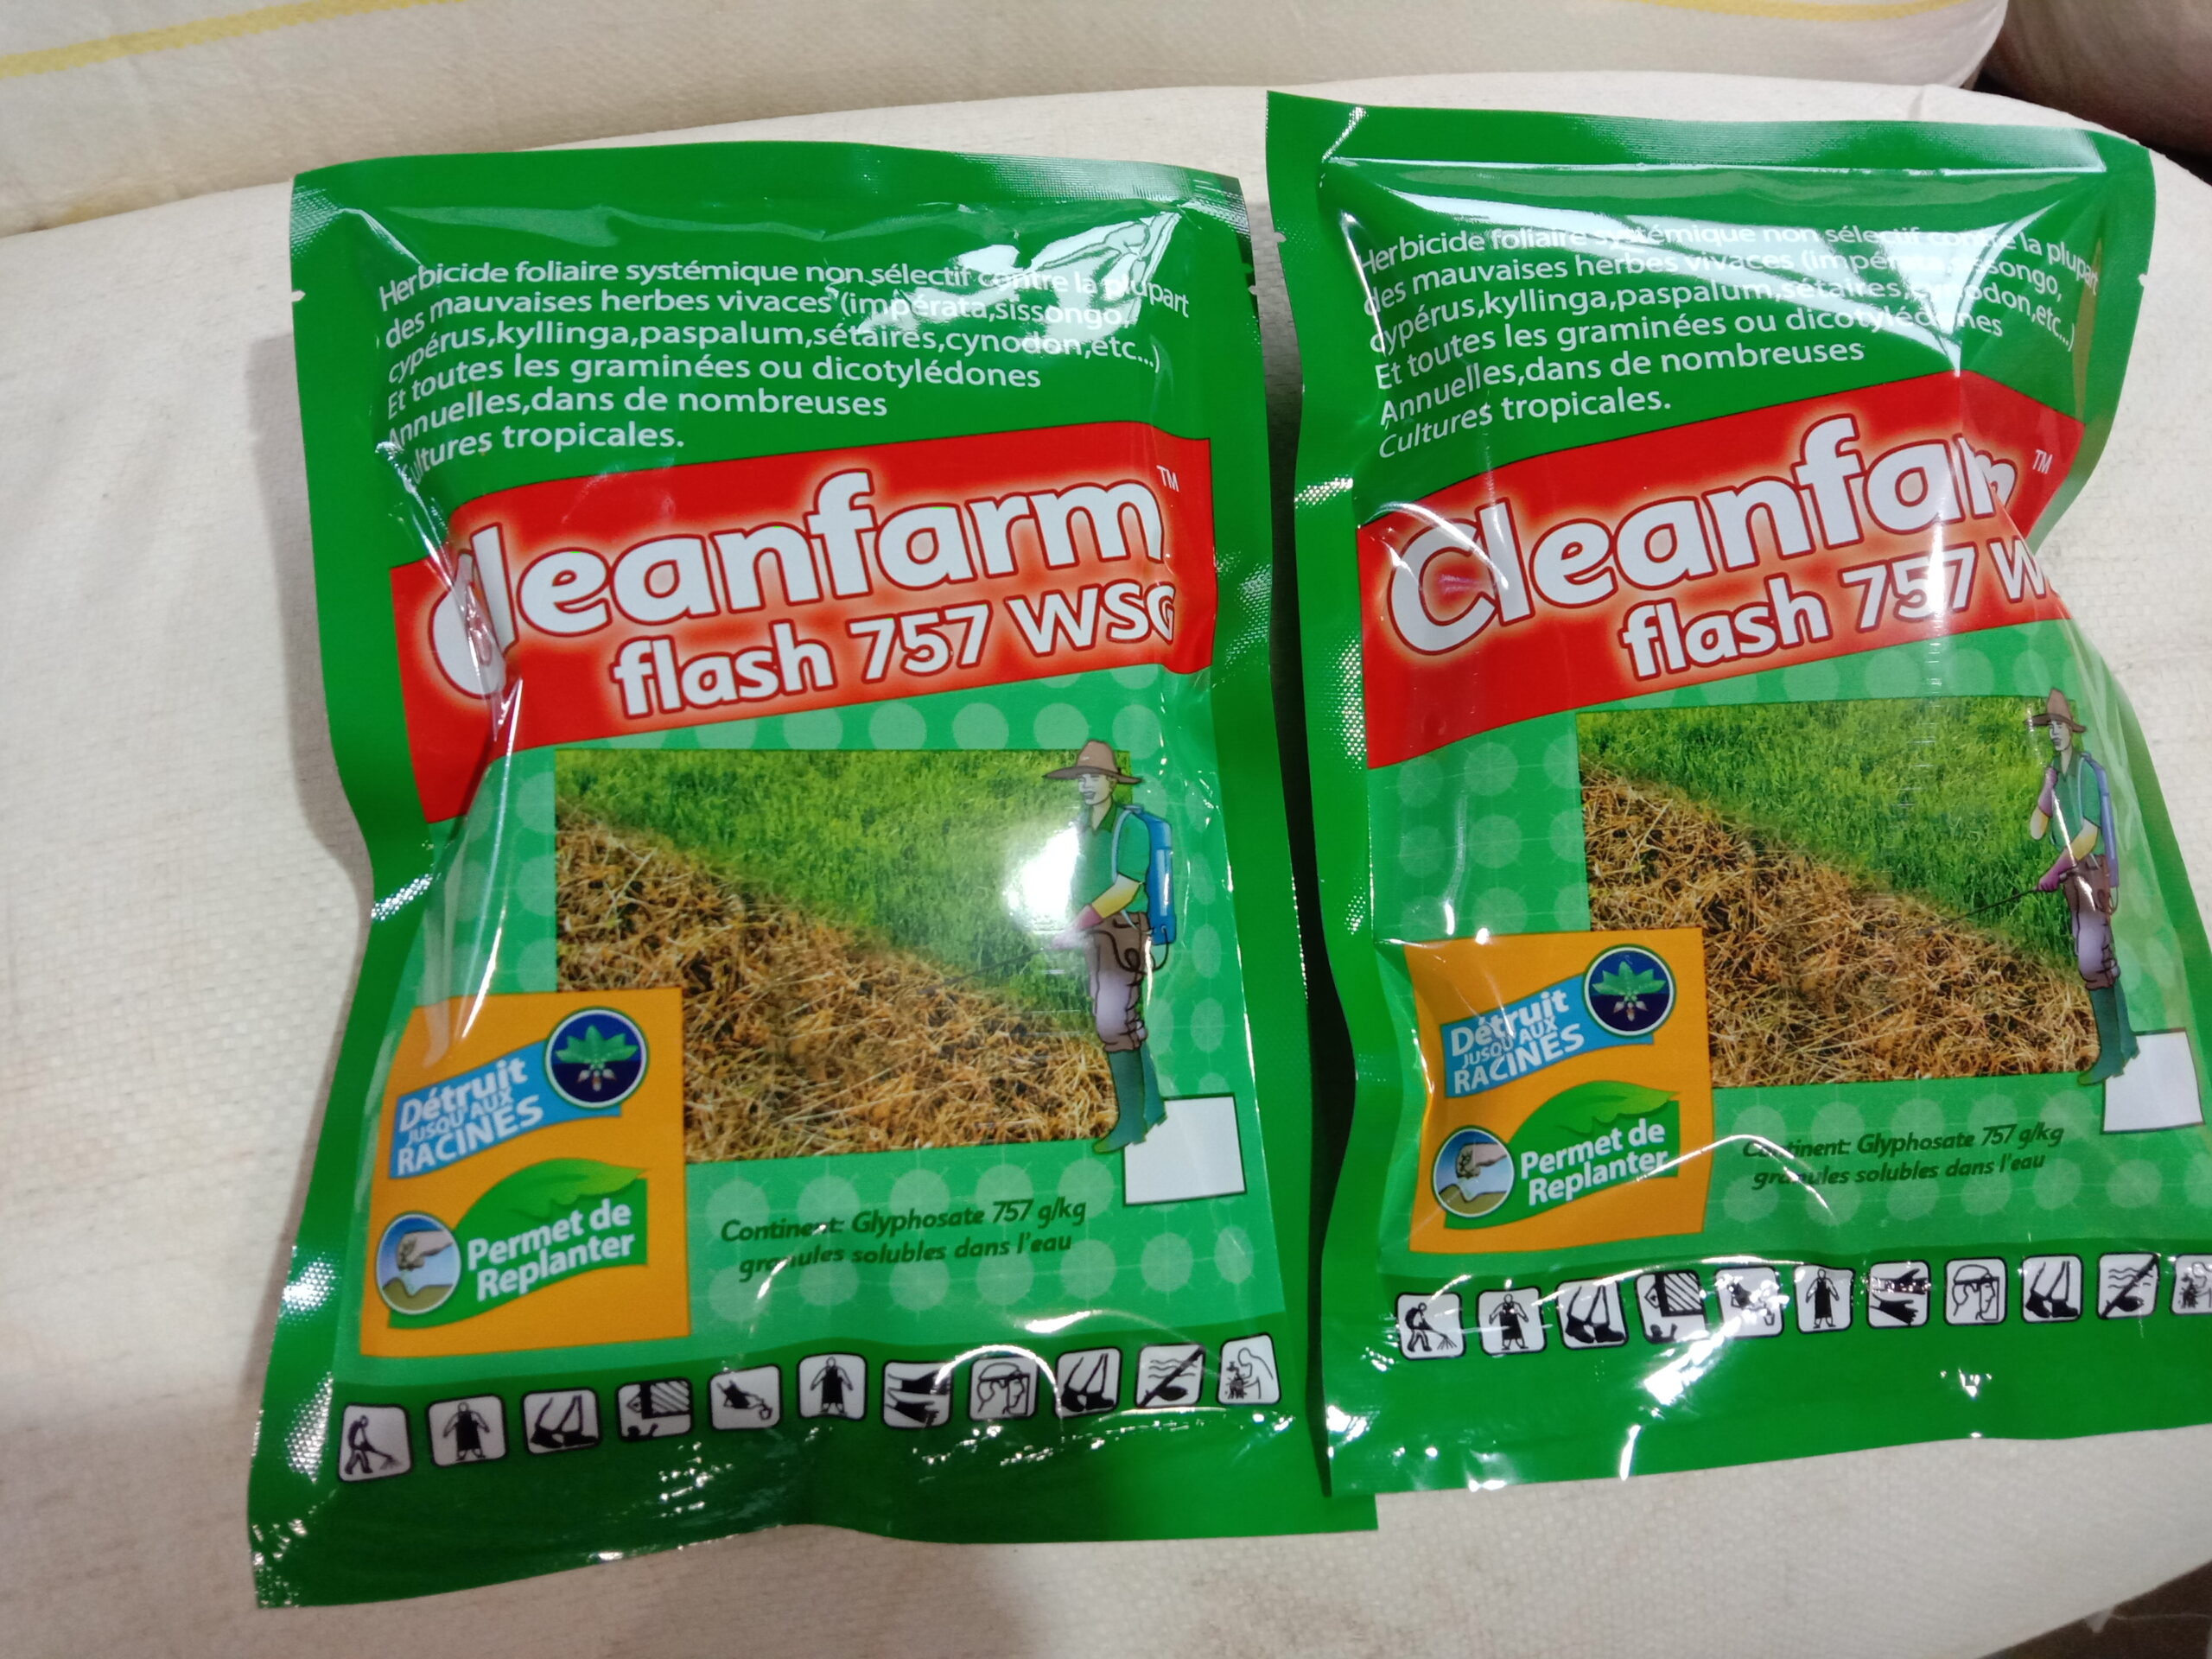 Herbicide foliaire systémique non sélectif contre la plupart
des mauvaises herbes vivaces (impérata,sissongo,
cypérus,kyllinga,paspalum,sétaires,cynodon,etc...)
Et toutes les graminées ou dicotylédones
Annuelles,dans de nombreuses
Cultures tropicales.
Cleanfarm™
flash 757 WSG
Détruit
JUSQU'AUX
RACINES
Permet de
Replanter
Continent: Glyphosate 757 g/kg
granules solubles dans l'eau
Herbicide foliaire systémique non sélectif contre la plupart
des mauvaises herbes vivaces
cypérus,kyllinga,paspalum,sétaires,
Et toutes les graminées ou dicotylédones
Annuelles,dans de nombreuses
Cultures tropicales.
Cleanfarm™
flash 757 W
Détruit
JUSQU'AUX
RACINES
Permet de
Replanter
Continent: Glyphosate 757 g/kg
granules solubles dans l'eau